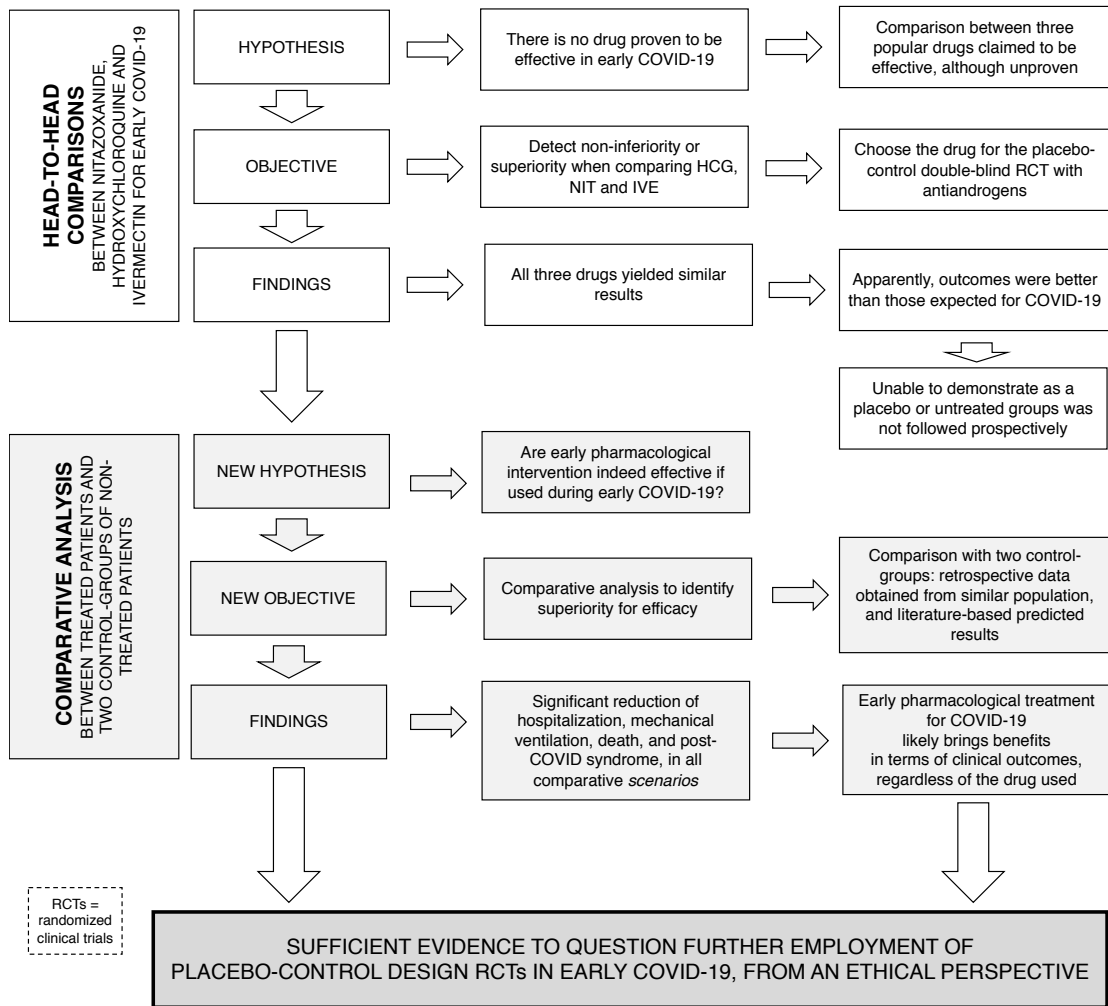 HEAD-TO-HEAD
COMPARISONS
BETWEEN NITAZOXANIDE,
HYDROXYCHLOROQUINE AND
IVERMECTIN FOR EARLY COVID-19
HYPOTHESIS
There is no drug proven to be
effective in early COVID-19
Comparison between three
popular drugs claimed to be
effective, although unproven
OBJECTIVE
Detect non-inferiority or
superiority when comparing HCG,
NIT and IVE
Choose the drug for the placebo-
control double-blind RCT with
antiandrogens
FINDINGS
All three drugs yielded similar
results
Apparently, outcomes were better
than those expected for COVID-19
Unable to demonstrate as a
placebo or untreated groups was
not followed prospectively
COMPARATIVE ANALYSIS
BETWEEN TREATED PATIENTS AND
TWO CONTROL-GROUPS OF NON-
TREATED PATIENTS
NEW HYPOTHESIS
Are early pharmacological
intervention indeed effective if
used during early COVID-19?
NEW OBJECTIVE
Comparative analysis to identify
superiority for efficacy
Comparison with two control-
groups: retrospective data
obtained from similar population,
and literature-based predicted
results
FINDINGS
Significant reduction of
hospitalization, mechanical
ventilation, death, and post-
COVID syndrome, in all
comparative scenarios
Early pharmacological treatment
for COVID-19
likely brings benefits
in terms of clinical outcomes,
regardless of the drug used
RCTs =
randomized
clinical trials
SUFFICIENT EVIDENCE TO QUESTION FURTHER EMPLOYMENT OF
PLACEBO-CONTROL DESIGN RCTs IN EARLY COVID-19, FROM AN ETHICAL PERSPECTIVE